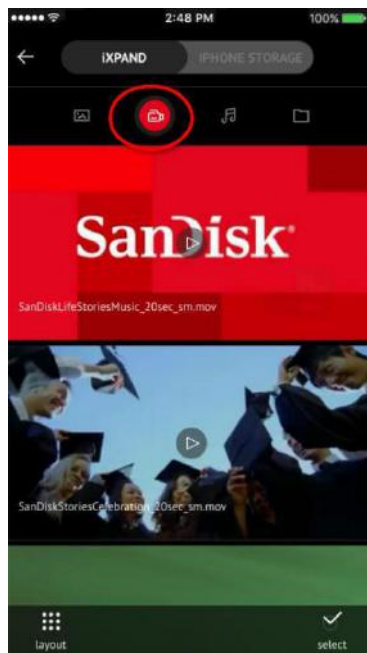 2:48 PM
100%
iXPAND
IPHONE STORAGE
SanDisk
SanDiskLifeStoriesMusic_20sec_sm.mov
SanDiskStoriesCelebration_20sec_sm.mov
layout
select